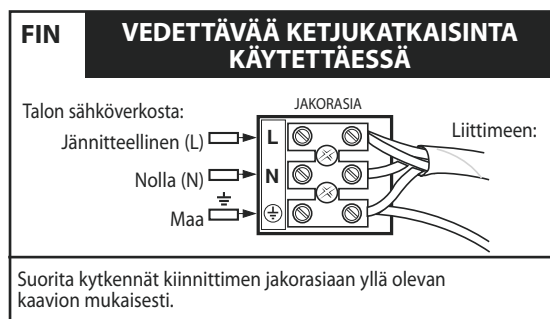 FIN
VEDETTÄVÄÄ KETJUKATKAISINTA
KÄYTETTÄESSÄ
Talon sähköverkosta:
JAKORASIA
Liittimeen:
Jännitteellinen (L)
L
Nolla (N)
N
Maa
Suorita kytkennät kiinnittimen jakorasiaan yllä olevan
kaavion mukaisesti.